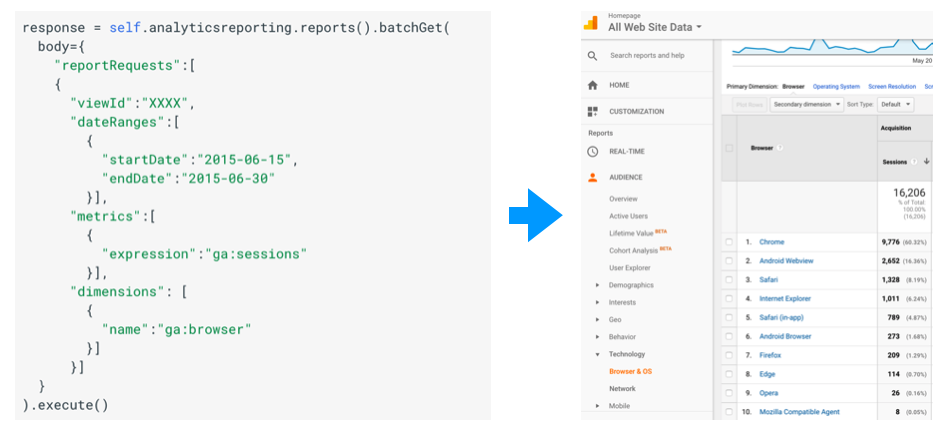 response = self.analyticsreporting.reports().batchGet(
body={
"reportRequests":[
{
"viewId":"XXXX",
"dateRanges":[
{
"startDate":"2015-06-15",
"endDate":"2015-06-30"
}],
"metrics":[
{
"expression":"ga:sessions"
}],
"dimensions": [
{
"name":"ga:browser"
}]
}]
}
).execute()
Homepage
All Web Site Data
Search reports and help
HOME
CUSTOMIZATION
Reports
REAL-TIME
AUDIENCE
Overview
Active Users
Lifetime Value BETA
Cohort Analysis BETA
User Explorer
Demographics
Interests
Geo
Behavior
Technology
Browser & OS
Network
Mobile
May 20
Primary Dimension: Browser Operating System Screen Resolution Scr
Plot Rows Secondary dimension Sort Type: Default
Acquisition
Browser ? Sessions ?
16,206
% of Total:
100.00%
(16,206)
1. Chrome 9,776 (60.32%)
2. Android Webview 2,652 (16.36%)
3. Safari 1,328 (8.19%)
4. Internet Explorer 1,011 (6.24%)
5. Safari (in-app) 789 (4.87%)
6. Android Browser 273 (1.68%)
7. Firefox 209 (1.29%)
8. Edge 114 (0.70%)
9. Opera 26 (0.16%)
10. Mozilla Compatible Agent 8 (0.05%)